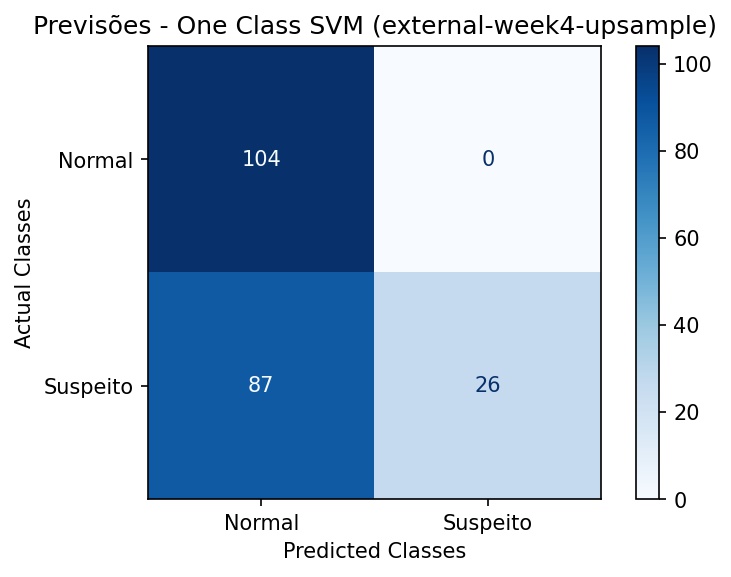 Previsões - One Class SVM (external-week4-upsample)
Actual Classes
Normal
Suspeito
104
0
87
26
Normal
Suspeito
Predicted Classes
100
80
60
40
20
0